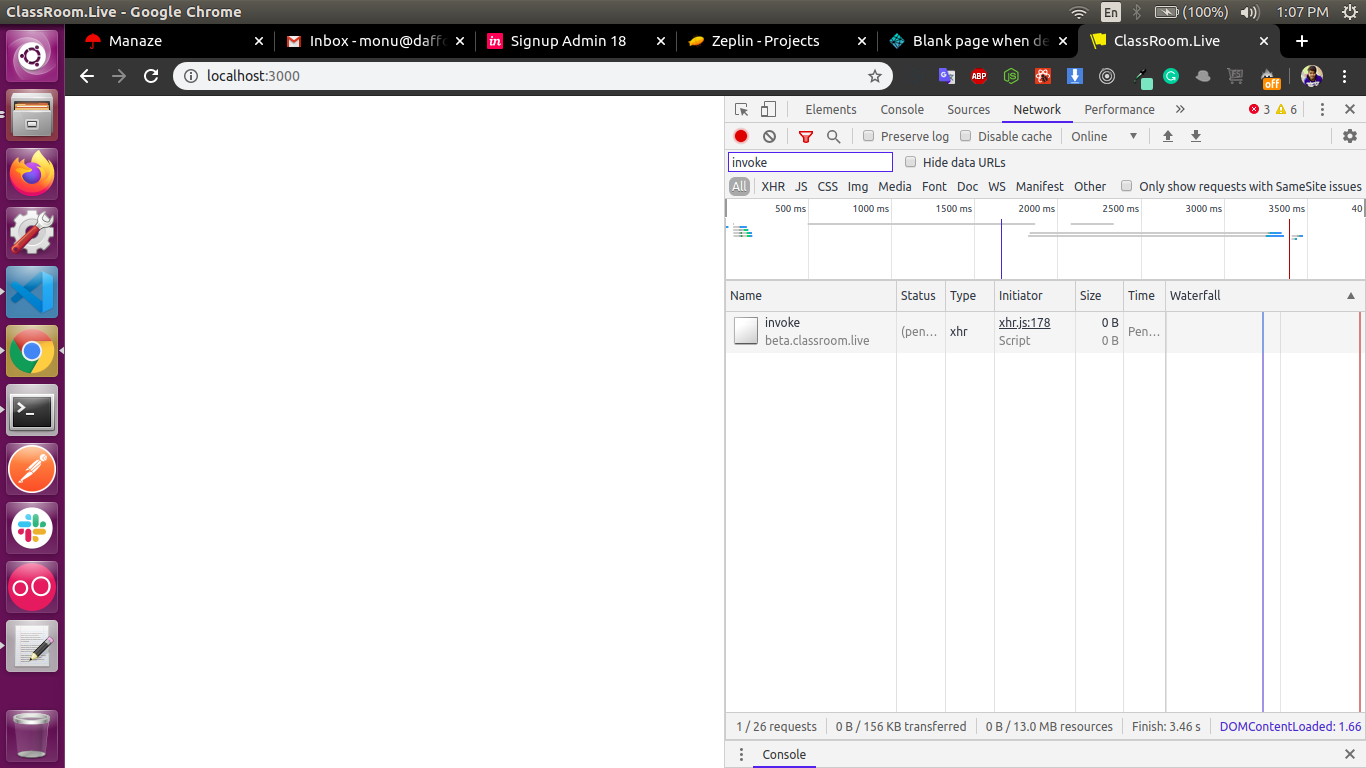 ClassRoom.Live - Google Chrome
En
(100%)
1:07 PM
Manaze
Inbox - monu@daffo
Signup Admin 18
Zeplin - Projects
Blank page when de
ClassRoom.Live
localhost:3000
ABP
off
Elements
Console
Sources
Network
Performance
3
6
Preserve log
Disable cache
Online
invoke
Hide data URLs
All
XHR
JS
CSS
Img
Media
Font
Doc
WS
Manifest
Other
Only show requests with SameSite issues
500 ms
1000 ms
1500 ms
2000 ms
2500 ms
3000 ms
3500 ms
40
Name
Status
Type
Initiator
Size
Time
Waterfall
invoke
beta.classroom.live
(pen…
xhr
xhr.js:178
Script
0 B
0 B
Pen…
1 / 26 requests
0 B / 156 KB transferred
0 B / 13.0 MB resources
Finish: 3.46 s
DOMContentLoaded: 1.66
Console